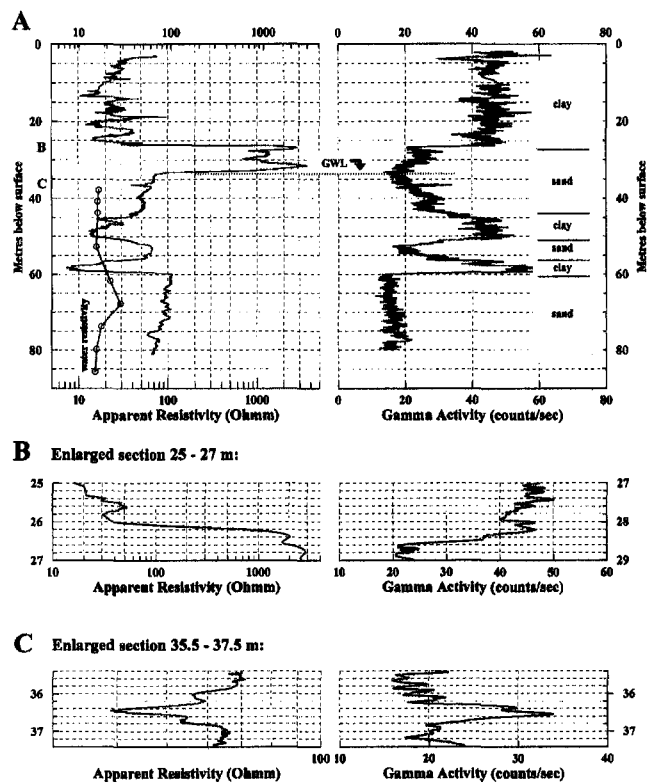 A
10 100 1000
0 20 40 60 80
0
20
40
60
80
B
C
Metres below surface
water resistivity
GWL
clay
sand
clay
sand
clay
sand
0
20
40
60
80
Metres below surface
5 10 100 1000
Apparent Resistivity (Ohmm)
0 20 40 60 80
Gamma Activity (counts/sec)
B Enlarged section 25 - 27 m:
25
26
27
10 100 1000
Apparent Resistivity (Ohmm)
27
28
29
10 20 30 40 50 60
Gamma Activity (counts/sec)
C Enlarged section 35.5 - 37.5 m:
36
37
100
Apparent Resistivity (Ohmm)
36
37
10 20 30 40
Gamma Activity (counts/sec)